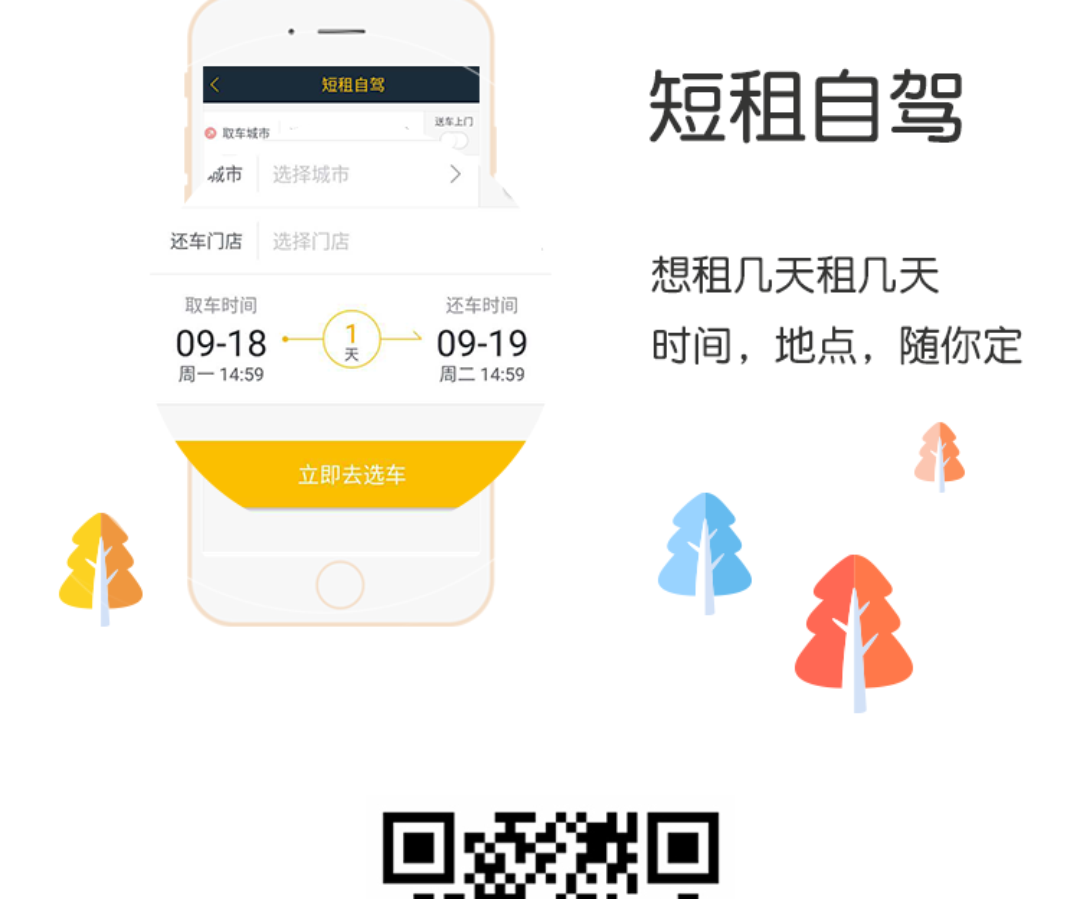 短租自驾
取车城市
送车上门
城市
选择城市
还车门店
选择门店
取车时间
还车时间
09-18
1
天
09-19
周一 14:59
周二 14:59
立即去选车
短租自驾
想租几天租几天
时间，地点，随你定